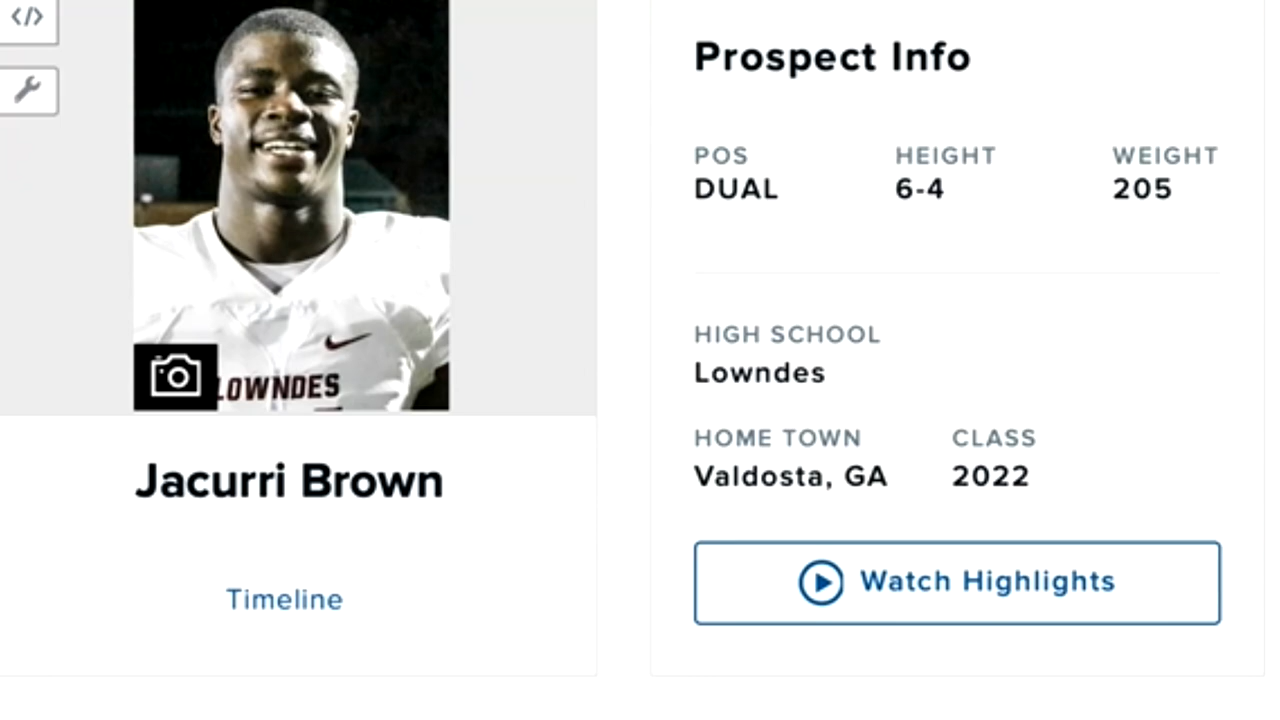 </>
LOWNDES
Jacurri Brown
Timeline
Prospect Info
POS HEIGHT WEIGHT
DUAL 6-4 205
HIGH SCHOOL
Lowndes
HOME TOWN CLASS
Valdosta, GA 2022
Watch Highlights